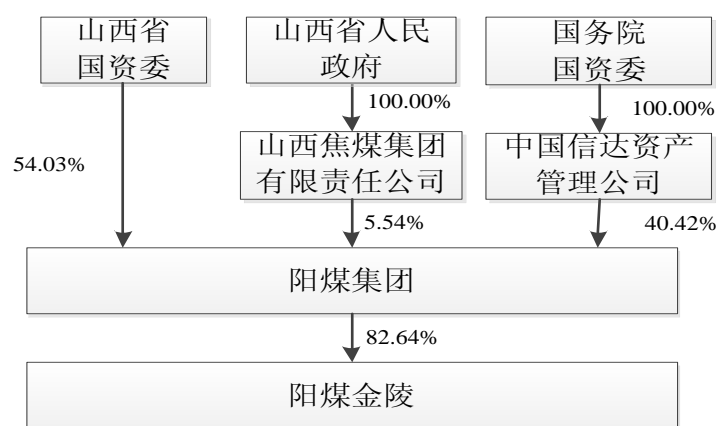 山西省
国资委
山西省人民
政府
国务院
国资委
100.00%
100.00%
54.03%
山西焦煤集团
有限责任公司
中国信达资产
管理公司
5.54%
40.42%
阳煤集团
82.64%
阳煤金陵